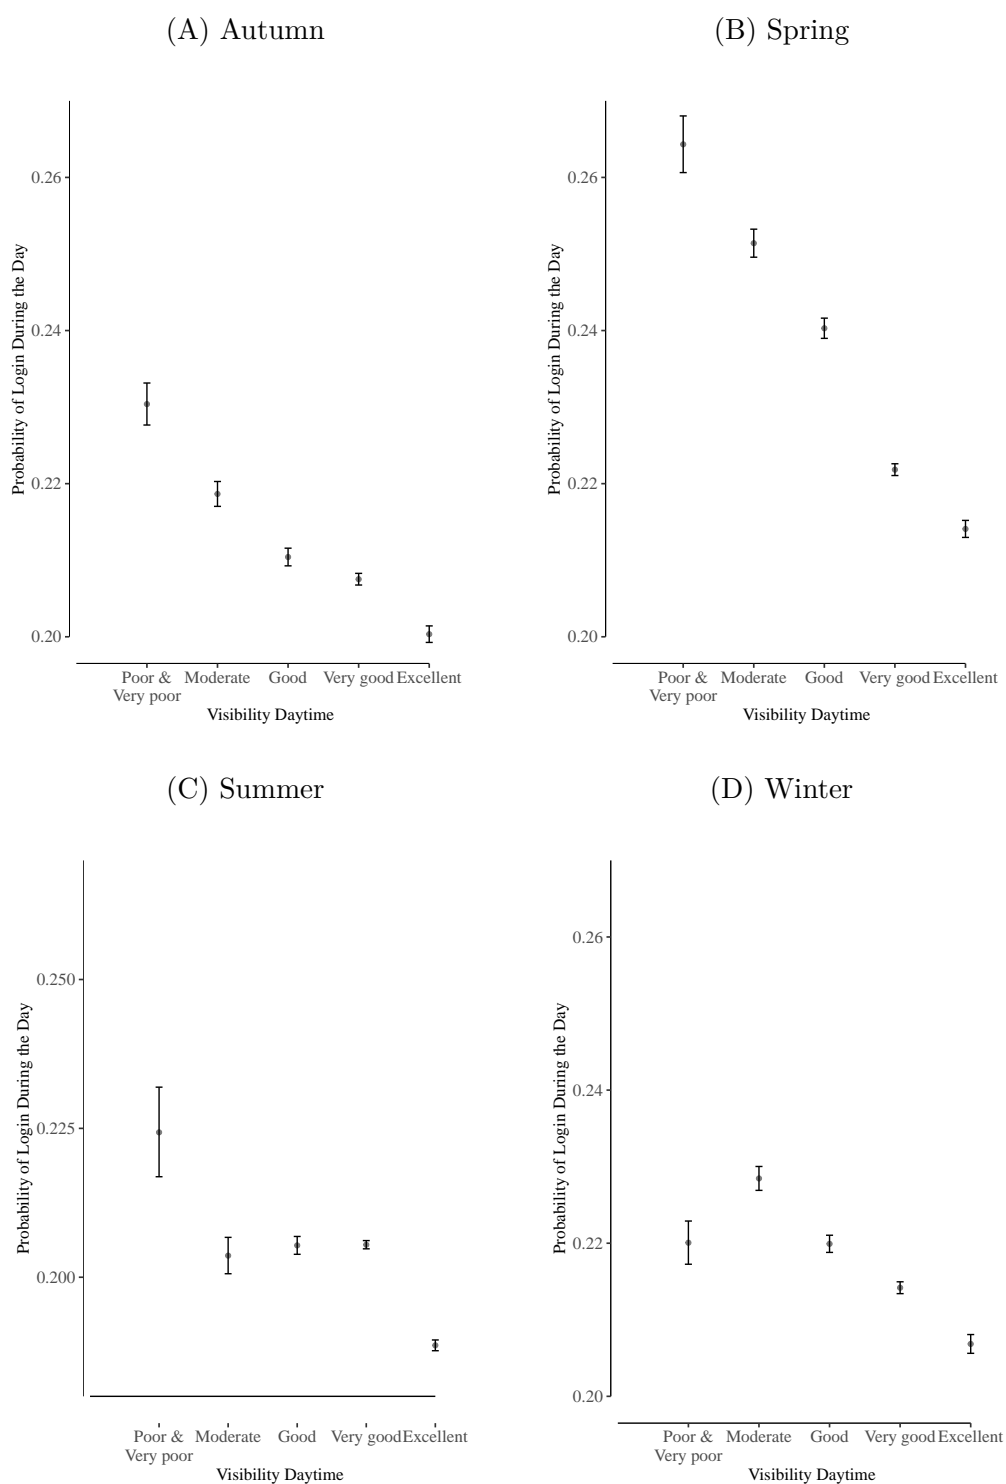 (A) Autumn
Probability of Login During the Day
0.26
0.24
0.22
0.20
Poor & Very poor
Moderate
Good
Very good
Excellent
Visibility Daytime
(B) Spring
Probability of Login During the Day
0.26
0.24
0.22
0.20
Poor & Very poor
Moderate
Good
Very good
Excellent
Visibility Daytime
(C) Summer
Probability of Login During the Day
0.250
0.225
0.200
Poor & Very poor
Moderate
Good
Very good
Excellent
Visibility Daytime
(D) Winter
Probability of Login During the Day
0.26
0.24
0.22
0.20
Poor & Very poor
Moderate
Good
Very good
Excellent
Visibility Daytime